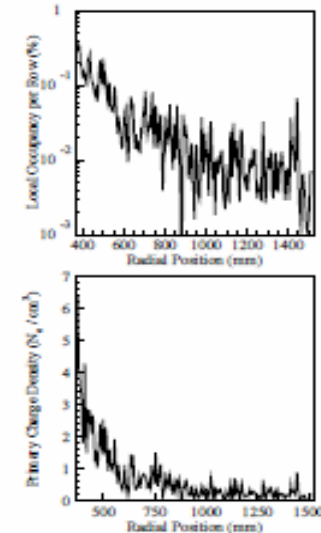 1
10⁻¹
10⁻²
10⁻³
Local Occupancy per Row (%)
400 600 800 1000 1200 1400
Radial Position (mm)
7
6
5
4
3
2
1
0
Primary Charge Density (Nₑ / cm³)
500 750 1000 1250 1500
Radial Position (mm)